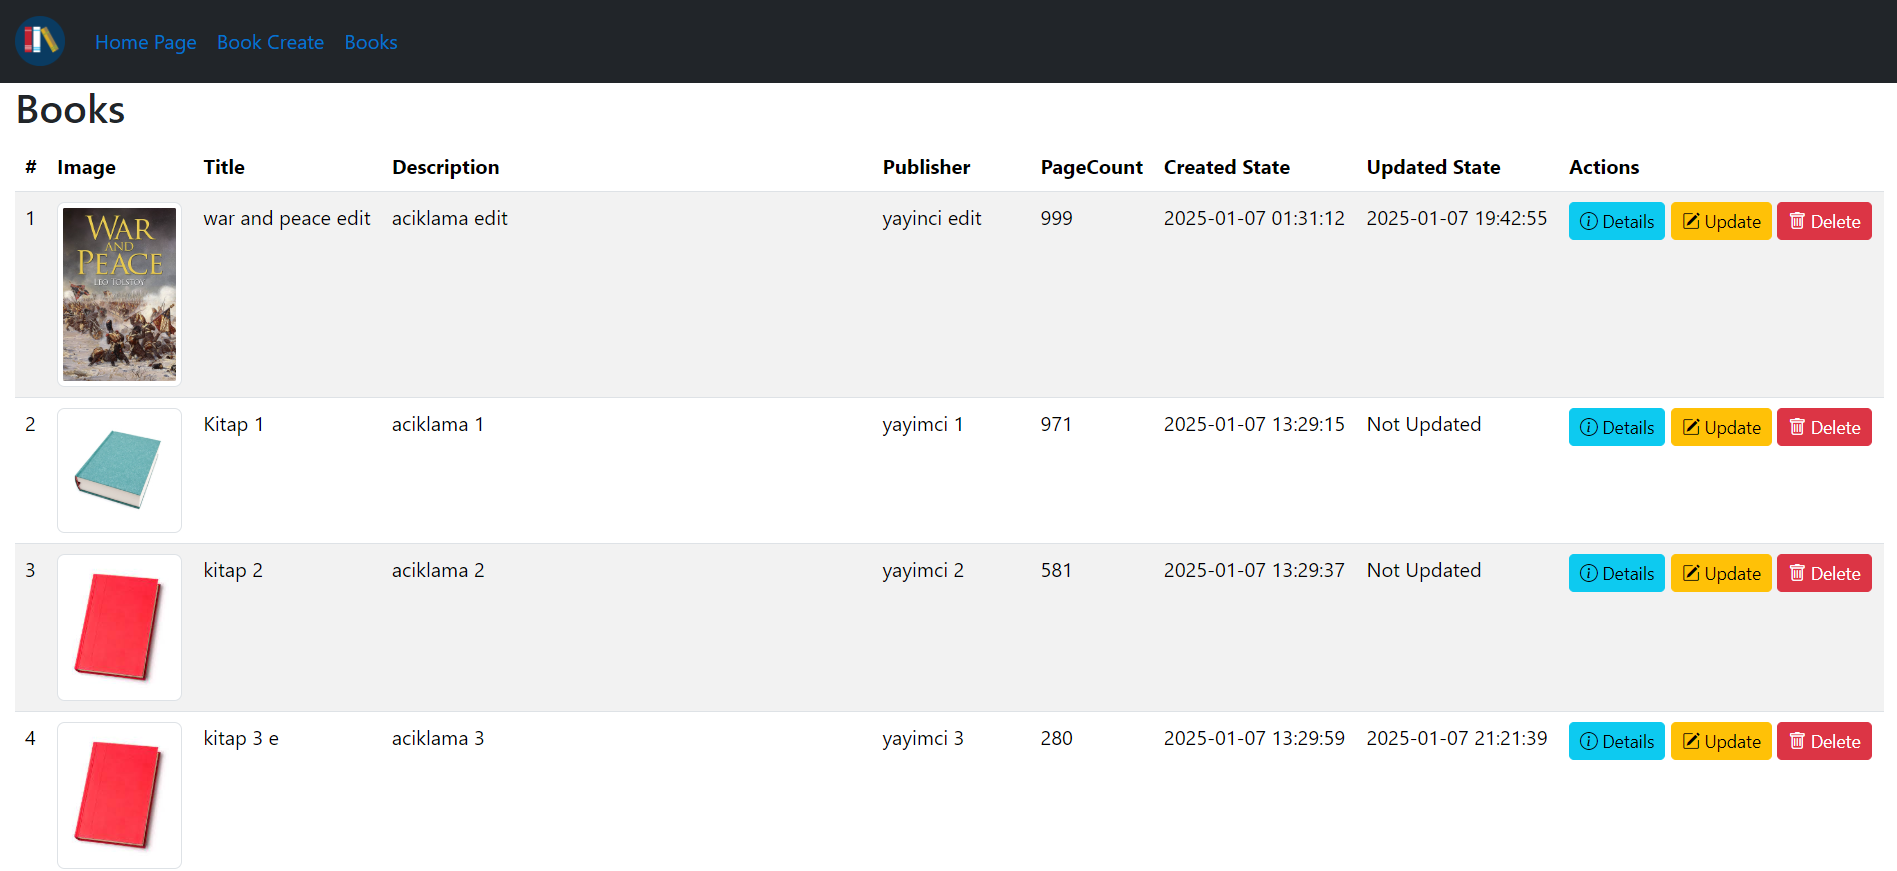 Home Page Book Create Books
Books
# Image Title Description Publisher PageCount Created State Updated State Actions
1 war and peace edit aciklama edit yayinci edit 999 2025-01-07 01:31:12 2025-01-07 19:42:55 Details Update Delete
WAR
AND
PEACE
LEO TOLSTOY
2 Kitap 1 aciklama 1 yayimci 1 971 2025-01-07 13:29:15 Not Updated Details Update Delete
3 kitap 2 aciklama 2 yayimci 2 581 2025-01-07 13:29:37 Not Updated Details Update Delete
4 kitap 3 e aciklama 3 yayimci 3 280 2025-01-07 13:29:59 2025-01-07 21:21:39 Details Update Delete